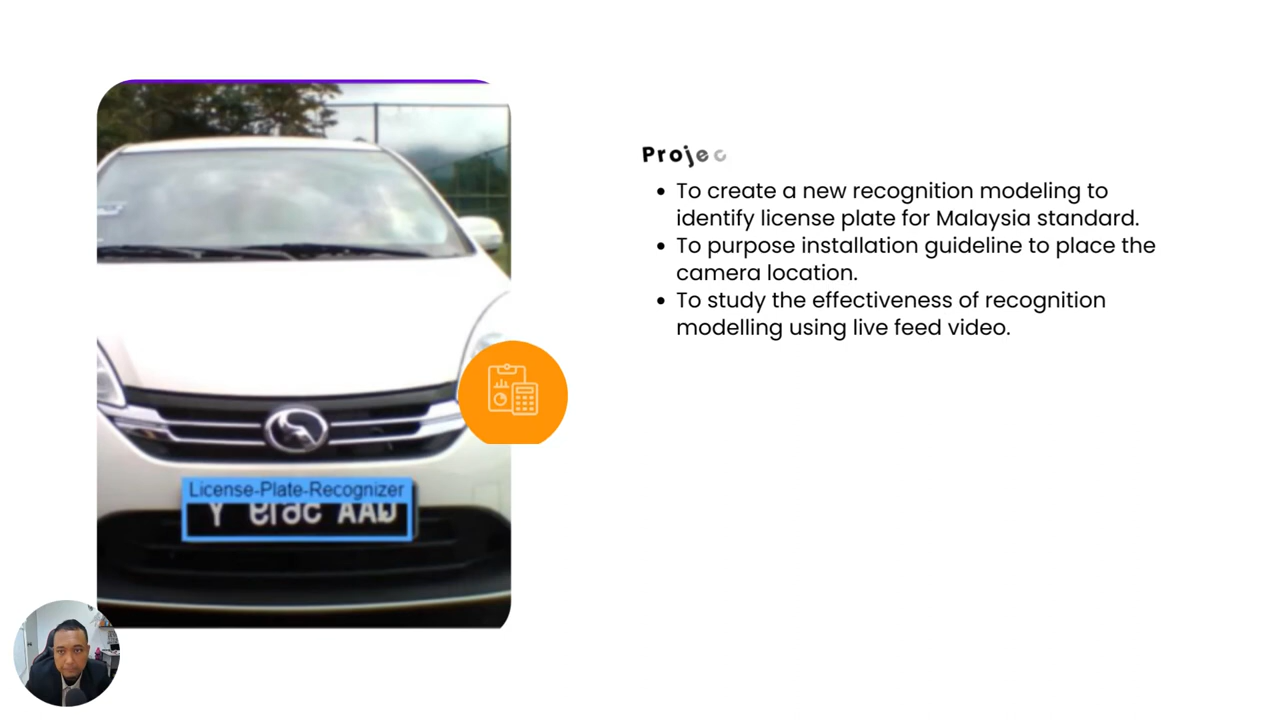 Projec
• To create a new recognition modeling to
identify license plate for Malaysia standard.
• To purpose installation guideline to place the
camera location.
• To study the effectiveness of recognition
modelling using live feed video.
License-Plate-Recognizer